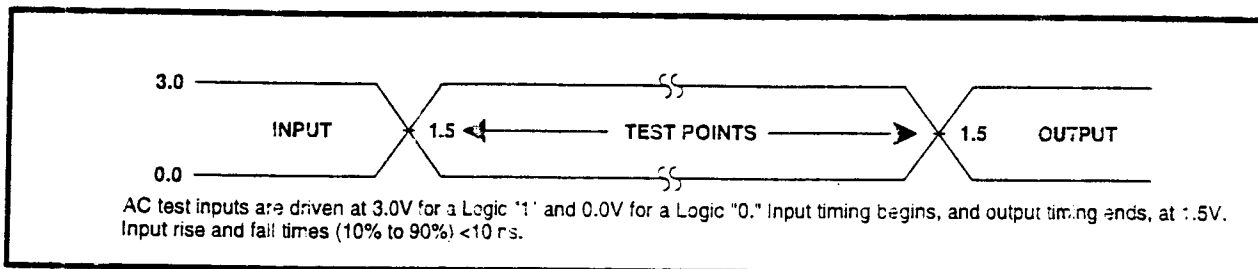 3.0
INPUT 1.5 TEST POINTS 1.5 OUTPUT
0.0
AC test inputs are driven at 3.0V for a Logic "1" and 0.0V for a Logic "0." Input timing begins, and output timing ends, at 1.5V.
Input rise and fall times (10% to 90%) <10 ns.